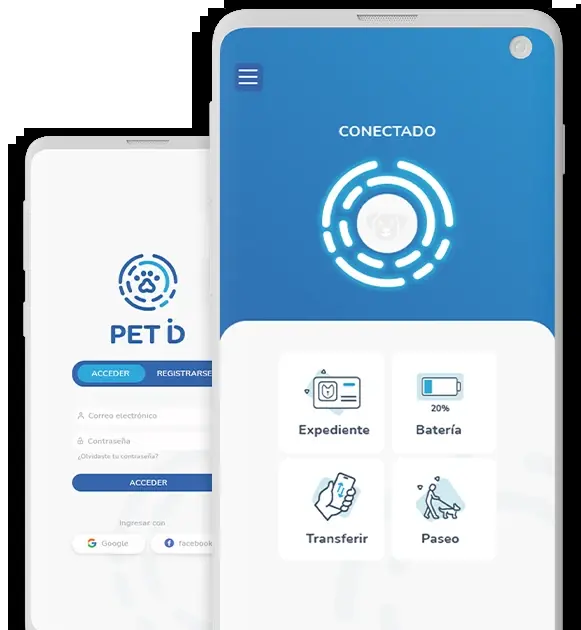 PET iD
ACCEDER
REGISTRARSE
Correo electrónico
Contraseña
¿Olvidaste tu contraseña?
ACCEDER
Ingresar con
Google
facebook
CONECTADO
Expediente
20%
Batería
Transferir
Paseo